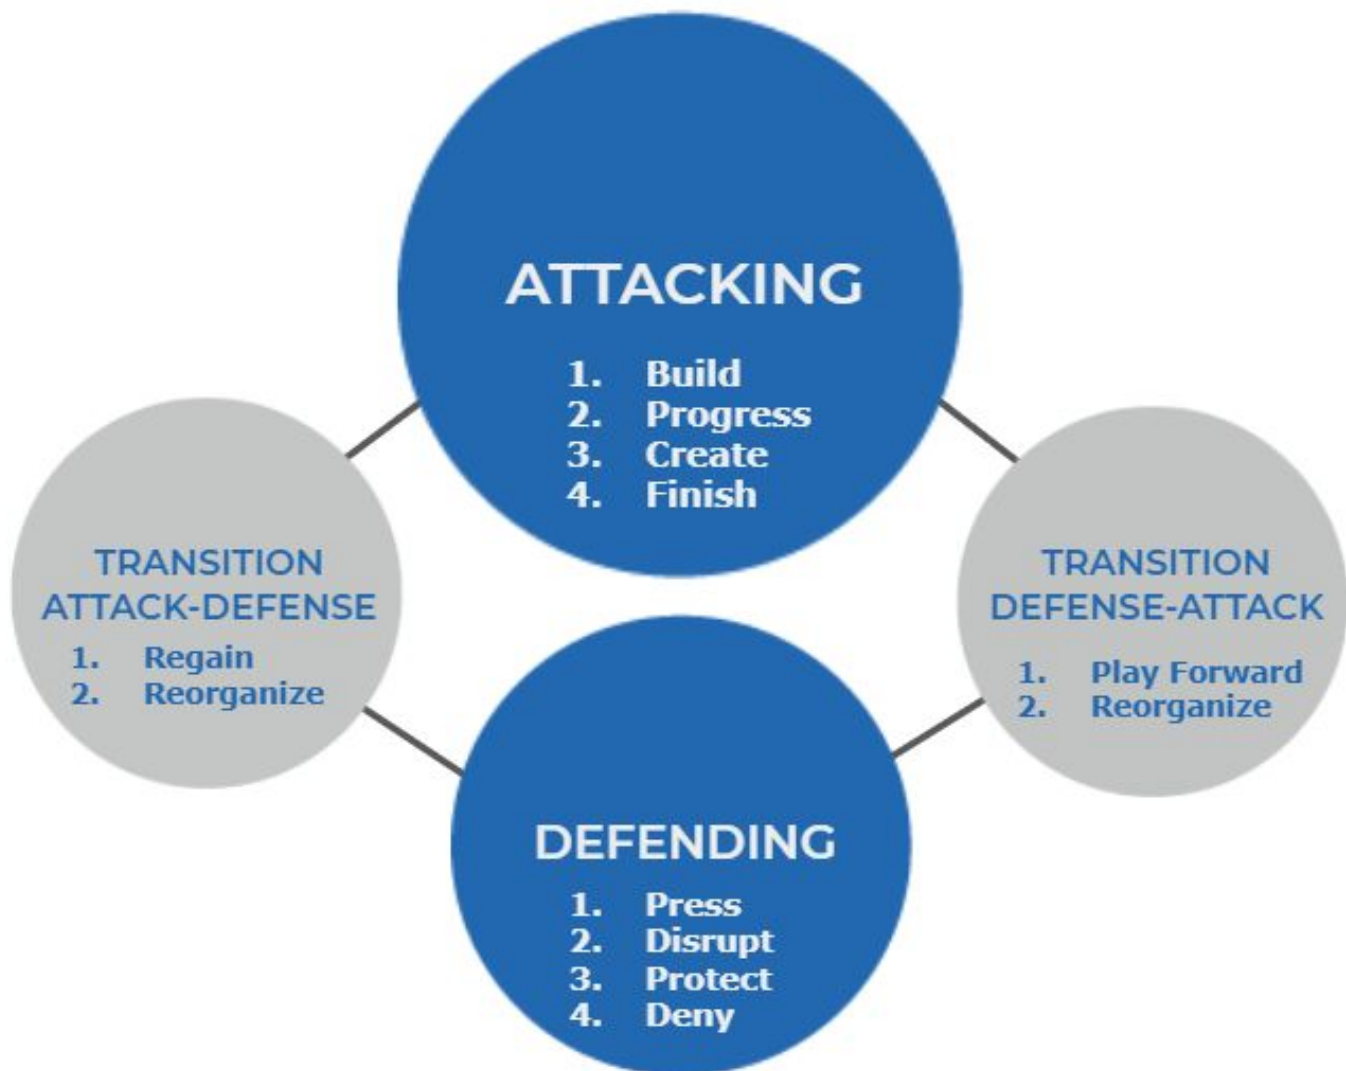 ATTACKING
1. Build
2. Progress
3. Create
4. Finish
TRANSITION
ATTACK-DEFENSE
1. Regain
2. Reorganize
TRANSITION
DEFENSE-ATTACK
1. Play Forward
2. Reorganize
DEFENDING
1. Press
2. Disrupt
3. Protect
4. Deny